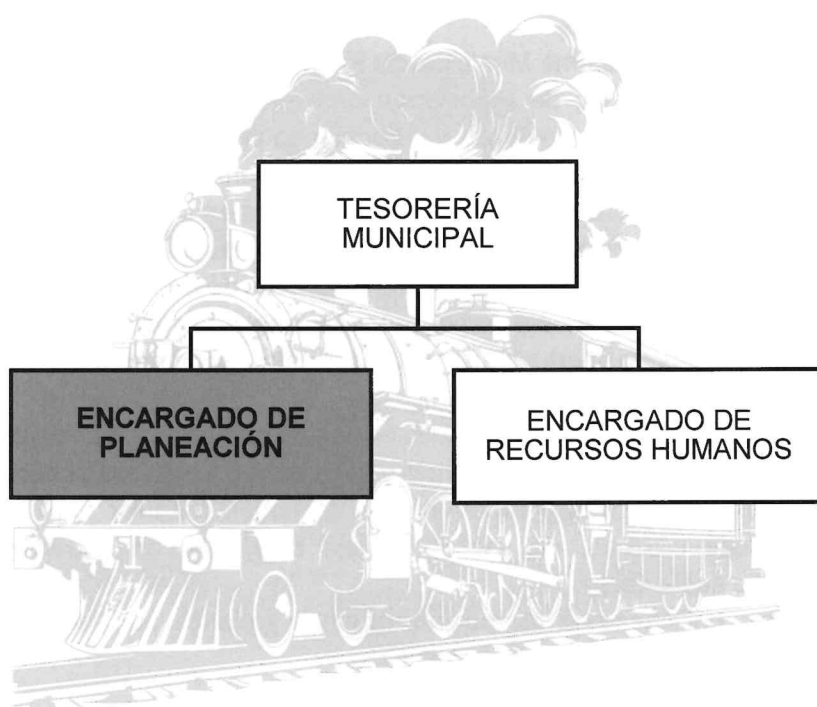 TESORERÍA
MUNICIPAL
ENCARGADO DE
PLANEACIÓN
ENCARGADO DE
RECURSOS HUMANOS